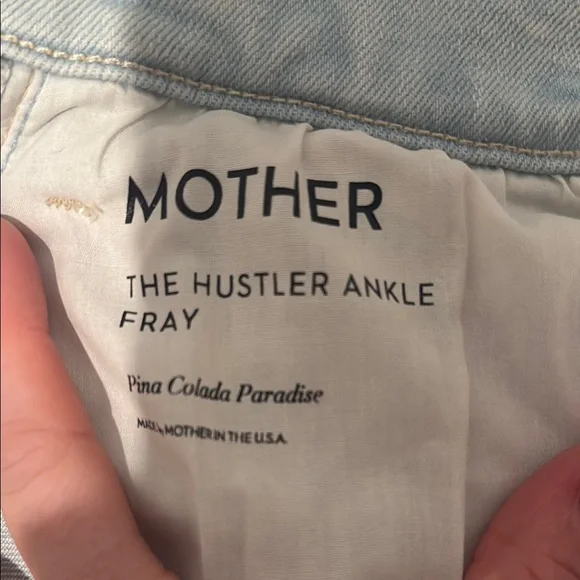 MOTHER
THE HUSTLER ANKLE
FRAY
Pina Colada Paradise
MADE by MOTHER IN THE U.S.A.